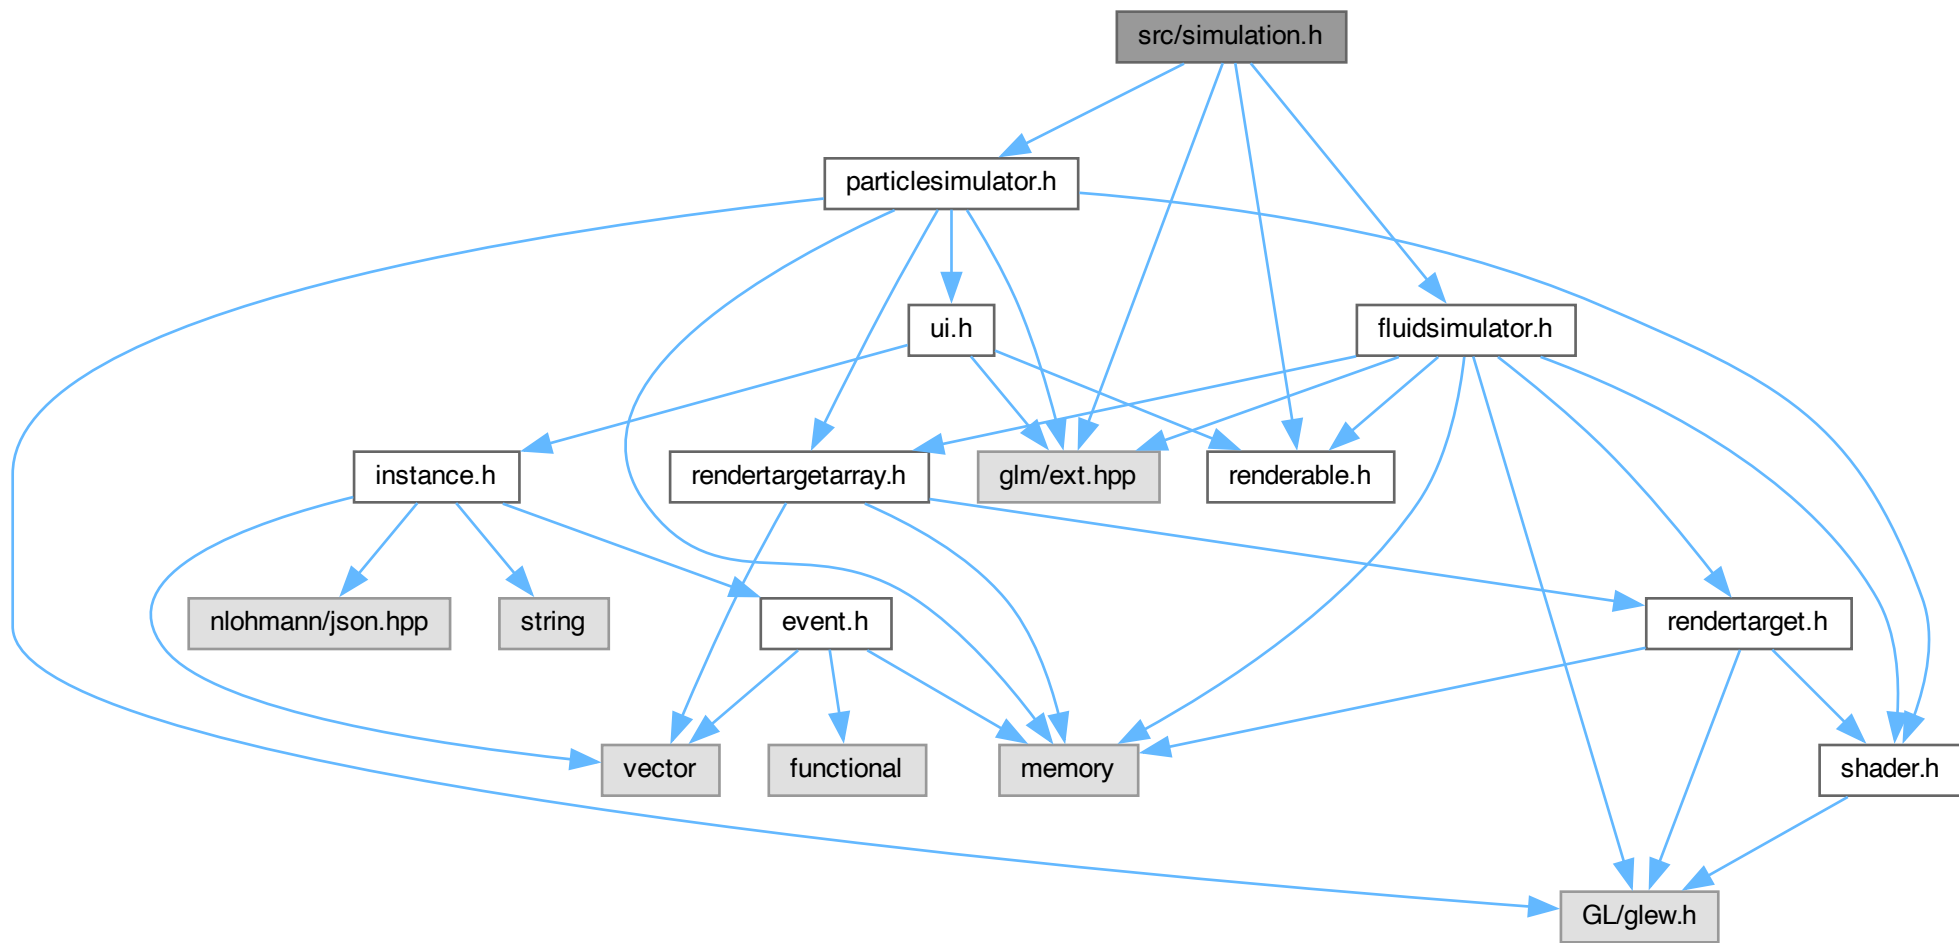 src/simulation.h
particlesimulator.h
ui.h
fluidsimulator.h
instance.h
rendertargetarray.h
glm/ext.hpp
renderable.h
nlohmann/json.hpp
string
event.h
rendertarget.h
vector
functional
memory
shader.h
GL/glew.h